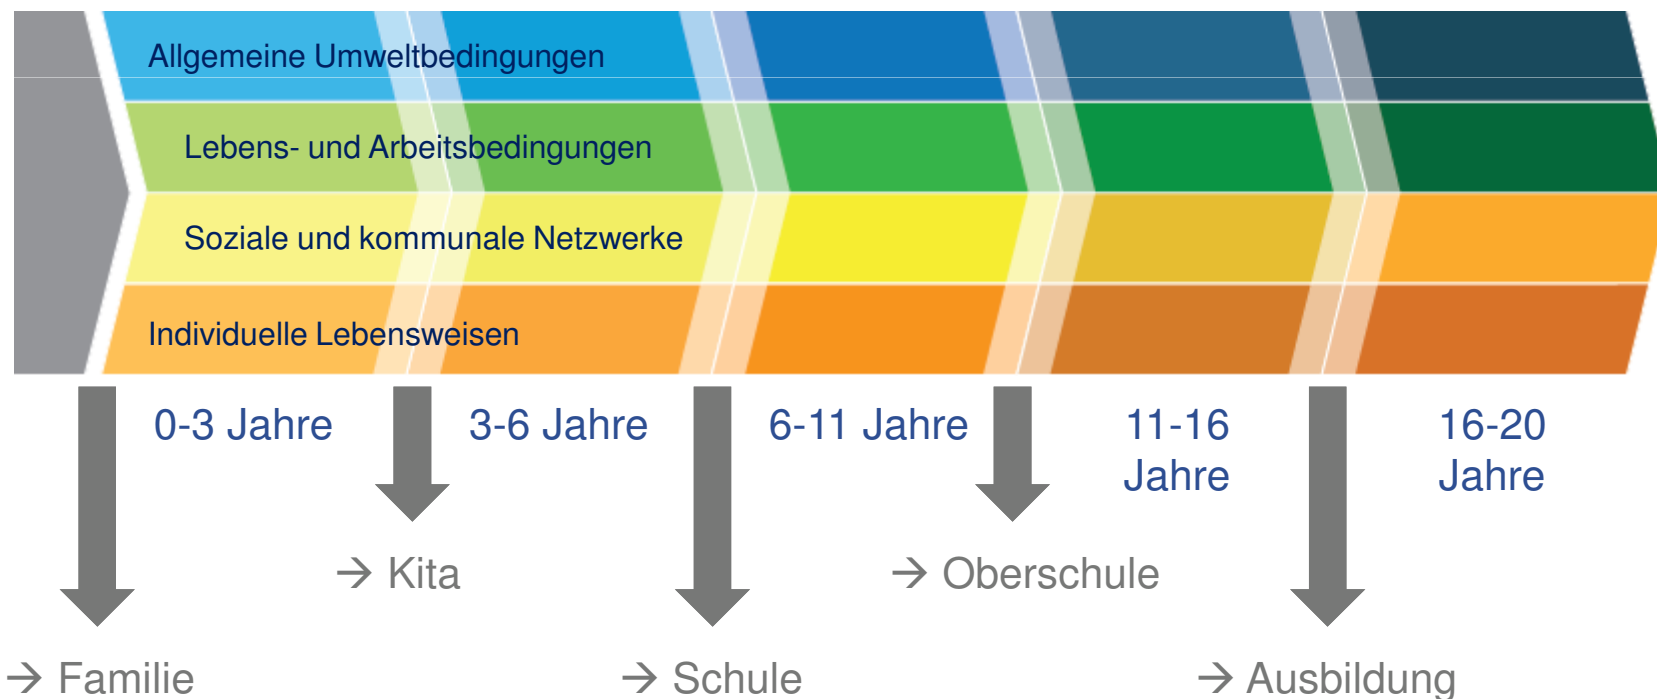 Allgemeine Umweltbedingungen
Lebens- und Arbeitsbedingungen
Soziale und kommunale Netzwerke
Individuelle Lebensweisen
0-3 Jahre
3-6 Jahre
6-11 Jahre
11-16
Jahre
16-20
Jahre
→ Kita
→ Oberschule
→ Familie
→ Schule
→ Ausbildung